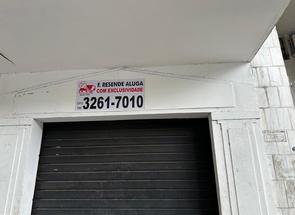 F. RESENDE ALUGA
COM EXCLUSIVIDADE
3261-7010